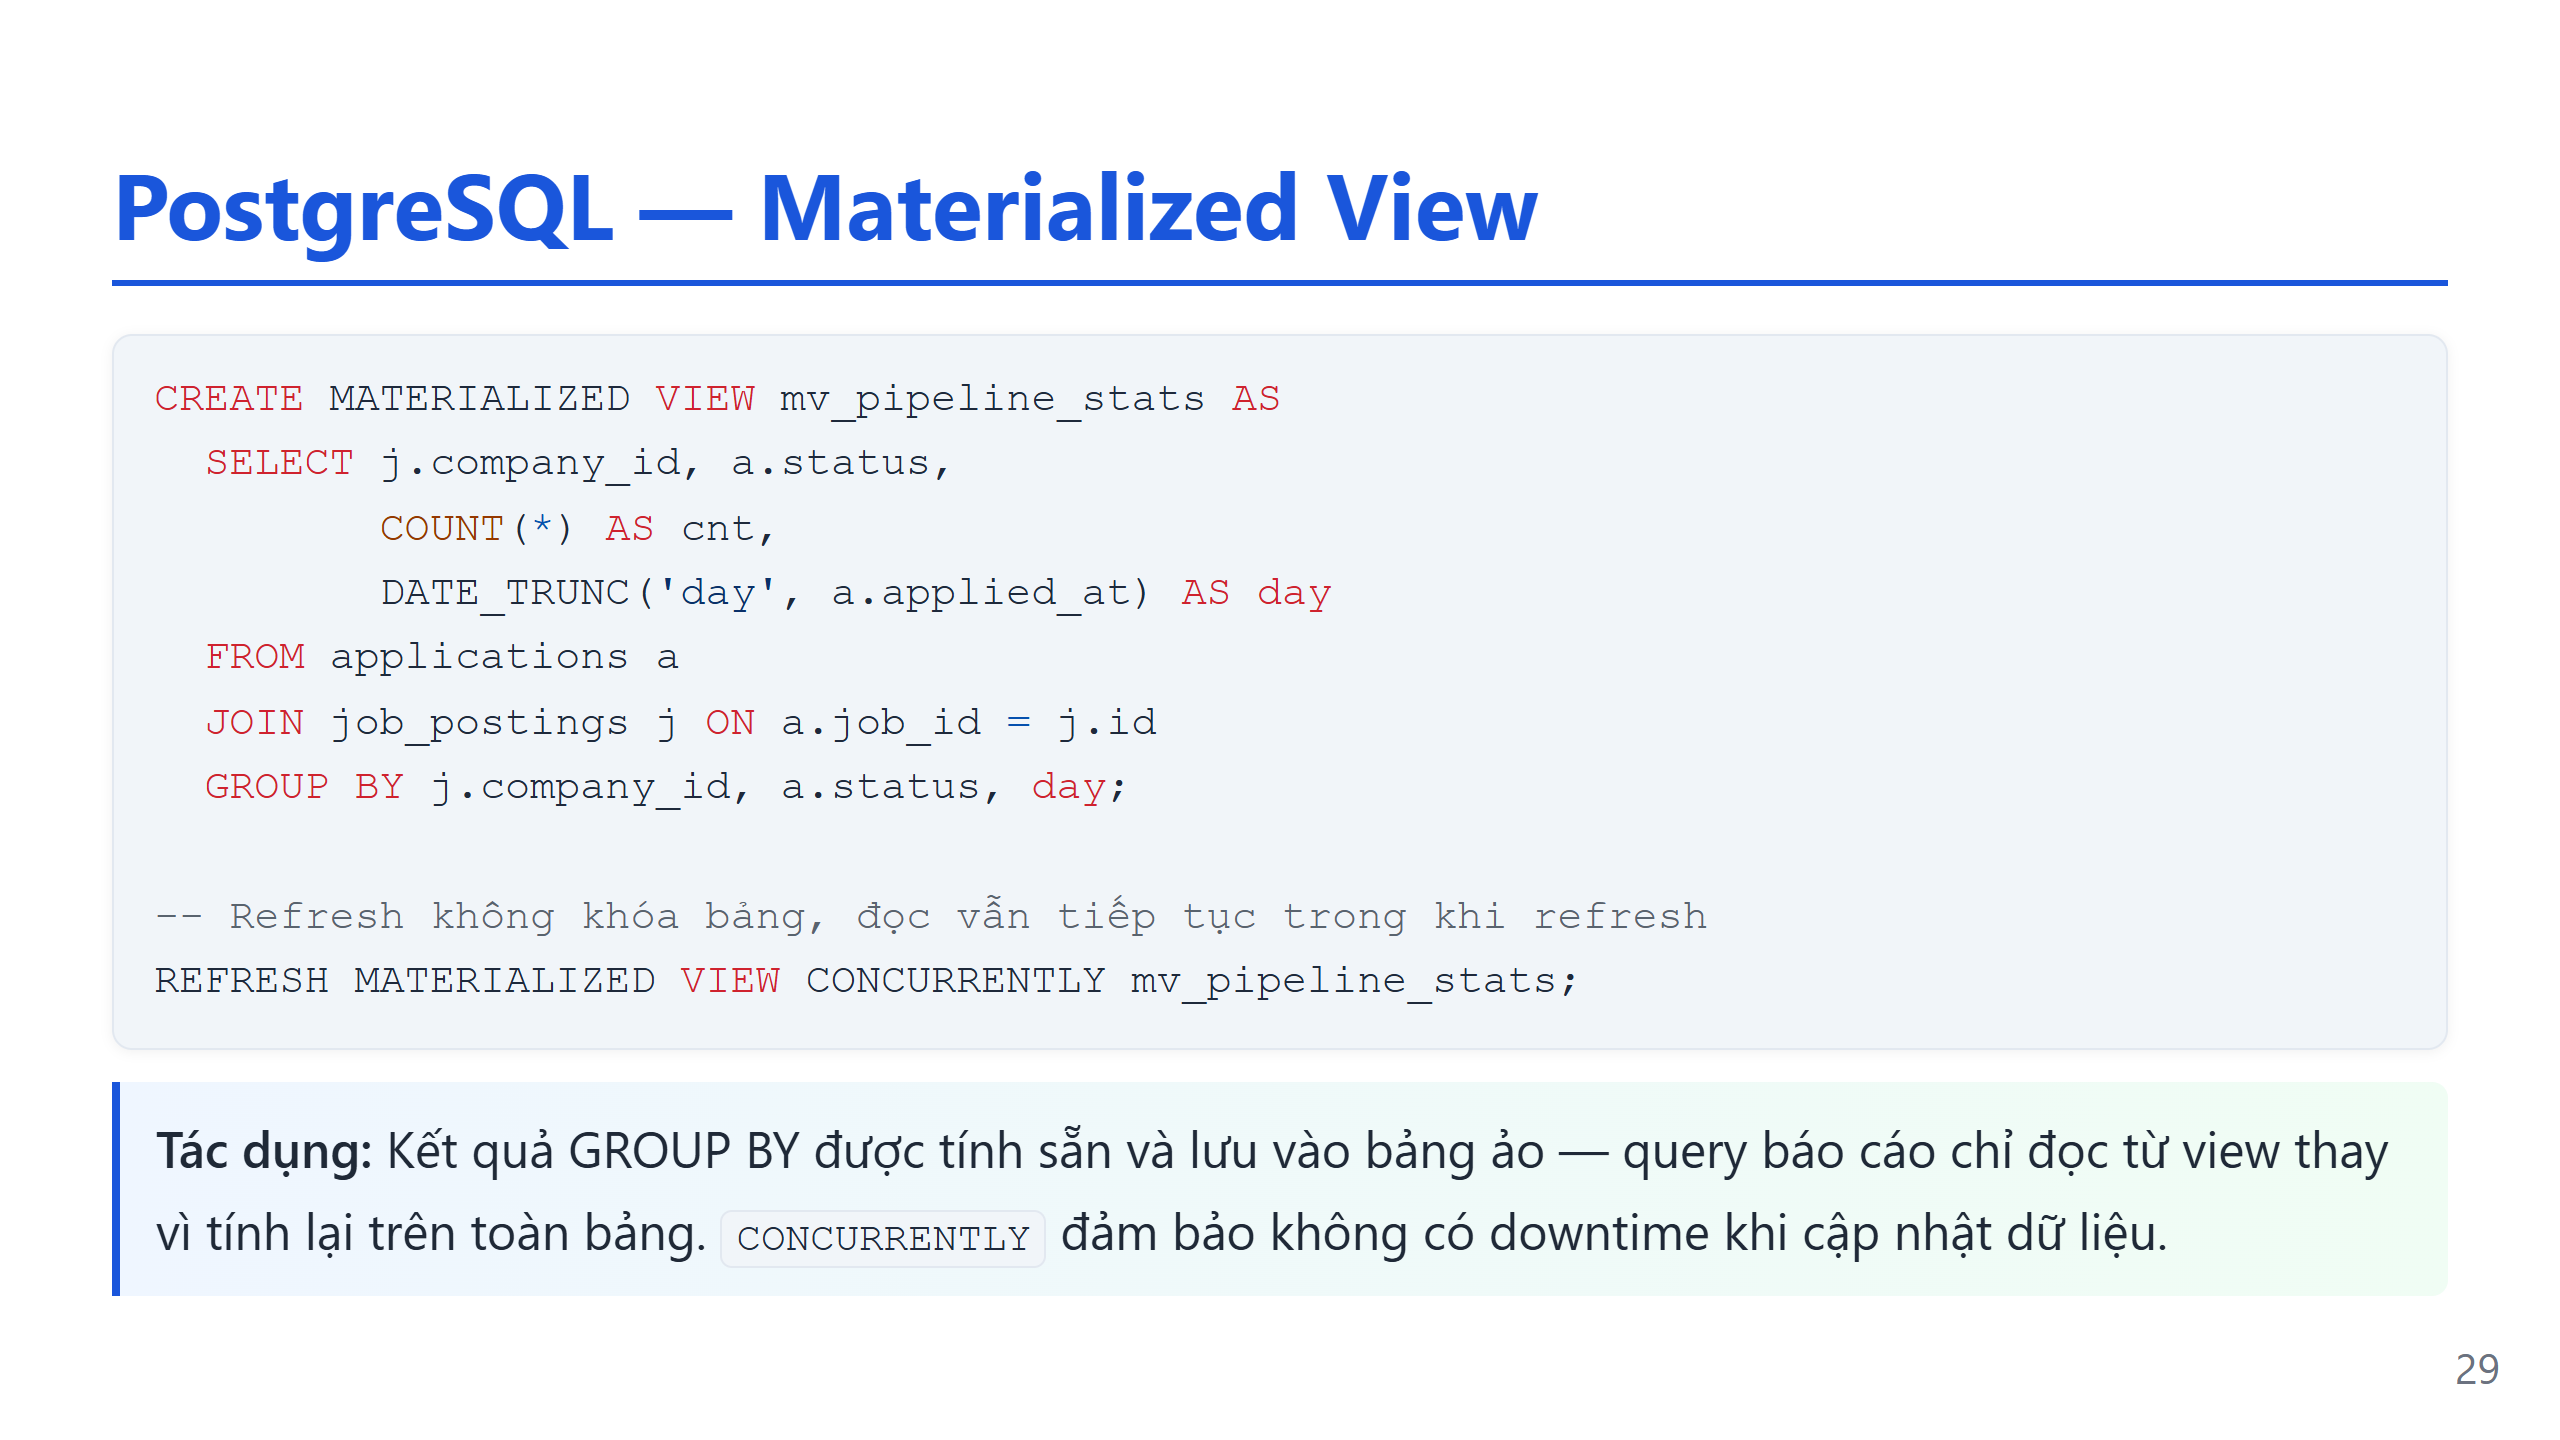 PostgreSQL — Materialized View
CREATE MATERIALIZED VIEW mv_pipeline_stats AS
  SELECT j.company_id, a.status,
         COUNT(*) AS cnt,
         DATE_TRUNC('day', a.applied_at) AS day
  FROM applications a
  JOIN job_postings j ON a.job_id = j.id
  GROUP BY j.company_id, a.status, day;
-- Refresh không khóa bảng, đọc vẫn tiếp tục trong khi refresh
REFRESH MATERIALIZED VIEW CONCURRENTLY mv_pipeline_stats;
Tác dụng: Kết quả GROUP BY được tính sẵn và lưu vào bảng ảo — query báo cáo chỉ đọc từ view thay
vì tính lại trên toàn bảng. CONCURRENTLY đảm bảo không có downtime khi cập nhật dữ liệu.
29